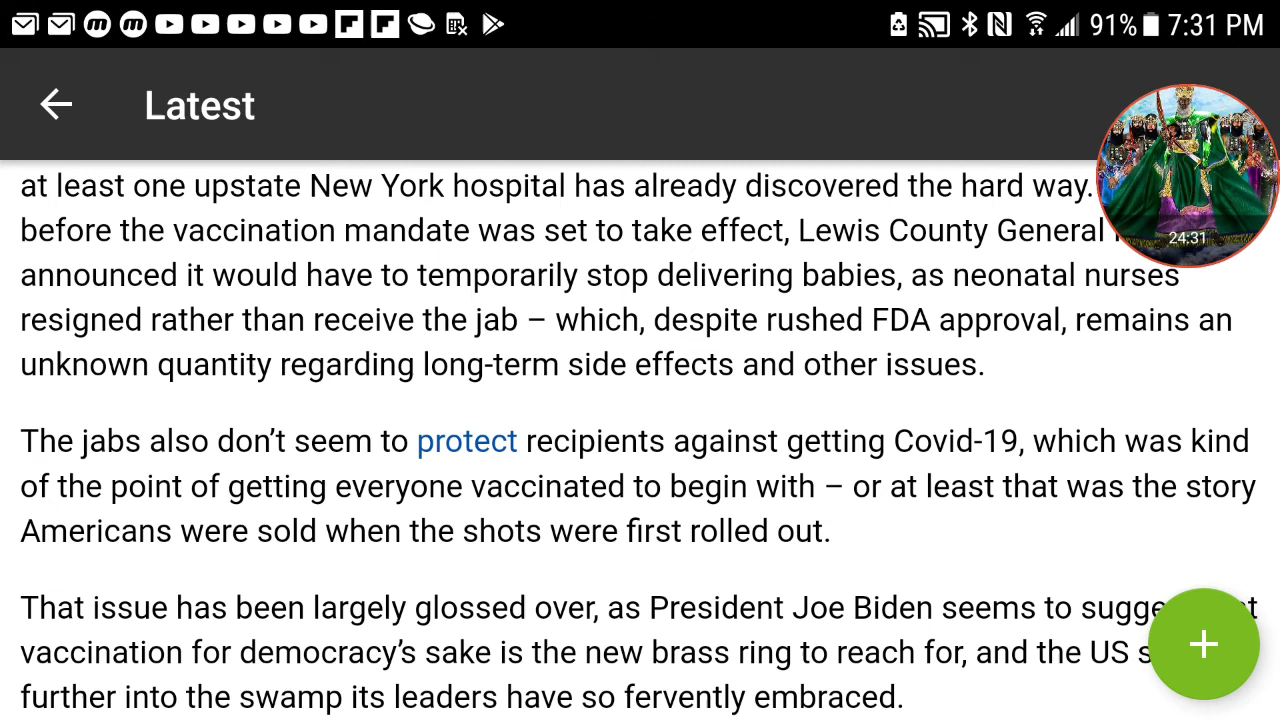 91% 7:31 PM
Latest
24:31
at least one upstate New York hospital has already discovered the hard way.
before the vaccination mandate was set to take effect, Lewis County General
announced it would have to temporarily stop delivering babies, as neonatal nurses
resigned rather than receive the jab – which, despite rushed FDA approval, remains an
unknown quantity regarding long-term side effects and other issues.
The jabs also don’t seem to protect recipients against getting Covid-19, which was kind
of the point of getting everyone vaccinated to begin with – or at least that was the story
Americans were sold when the shots were first rolled out.
That issue has been largely glossed over, as President Joe Biden seems to
vaccination for democracy’s sake is the new brass ring to reach for, and the US
further into the swamp its leaders have so fervently embraced.